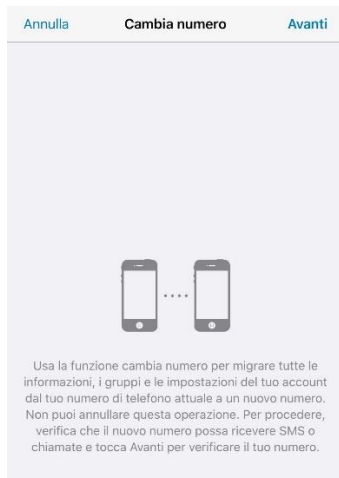 Annulla Cambia numero Avanti
Usa la funzione cambia numero per migrare tutte le
informazioni, i gruppi e le impostazioni del tuo account
dal tuo numero di telefono attuale a un nuovo numero.
Non puoi annullare questa operazione. Per procedere,
verifica che il nuovo numero possa ricevere SMS o
chiamate e tocca Avanti per verificare il tuo numero.